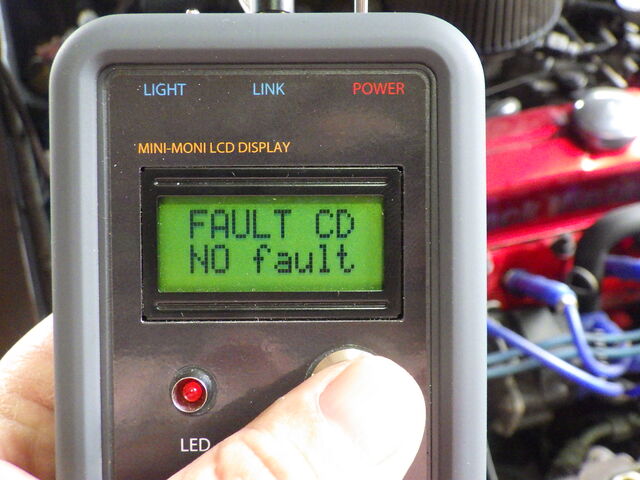 LIGHT LINK POWER
MINI-MONI LCD DISPLAY
FAULT CD
NO fault
LED